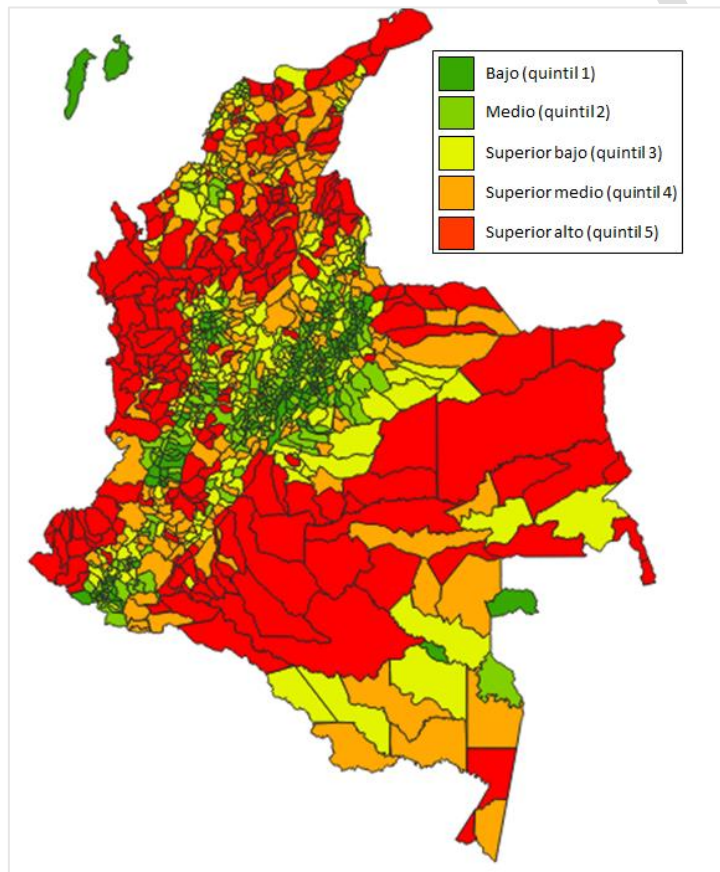 Bajo (quintil 1)
Medio (quintil 2)
Superior bajo (quintil 3)
Superior medio (quintil 4)
Superior alto (quintil 5)